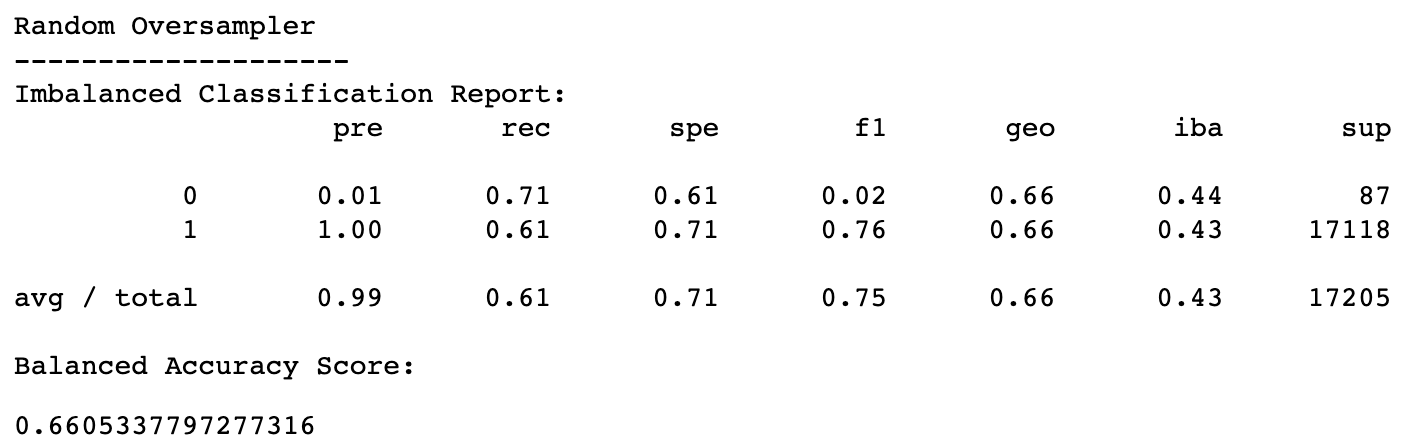 Random Oversampler
--------------------
Imbalanced Classification Report:
pre rec spe f1 geo iba sup
0 0.01 0.71 0.61 0.02 0.66 0.44 87
1 1.00 0.61 0.71 0.76 0.66 0.43 17118
avg / total 0.99 0.61 0.71 0.75 0.66 0.43 17205
Balanced Accuracy Score:
0.6605337797277316